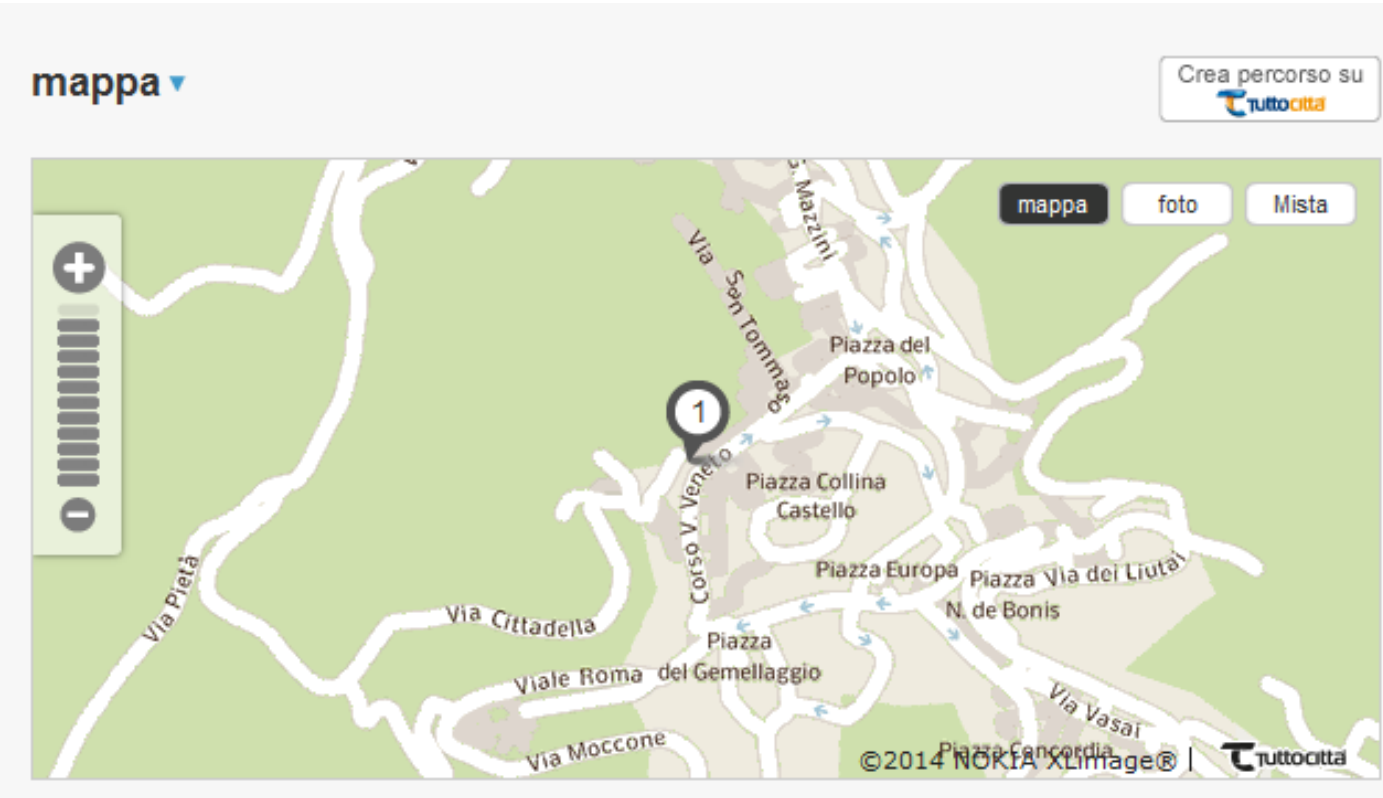 mappa
Crea percorso su
Tuttocittà
mappa
foto
Mista
S. Mazzini
Via San Tommaso
Piazza del
Popolo
1
Corso V. Veneto
Piazza Collina
Castello
Piazza Europa
Piazza
N. de Bonis
Via dei Liutai
Via Pietà
Via Cittadella
Piazza
del Gemellaggio
Viale Roma
Via Vasai
Via Moccone
Piazza Concordia
©2014 NOKIA XLimage® |
Tuttocittà